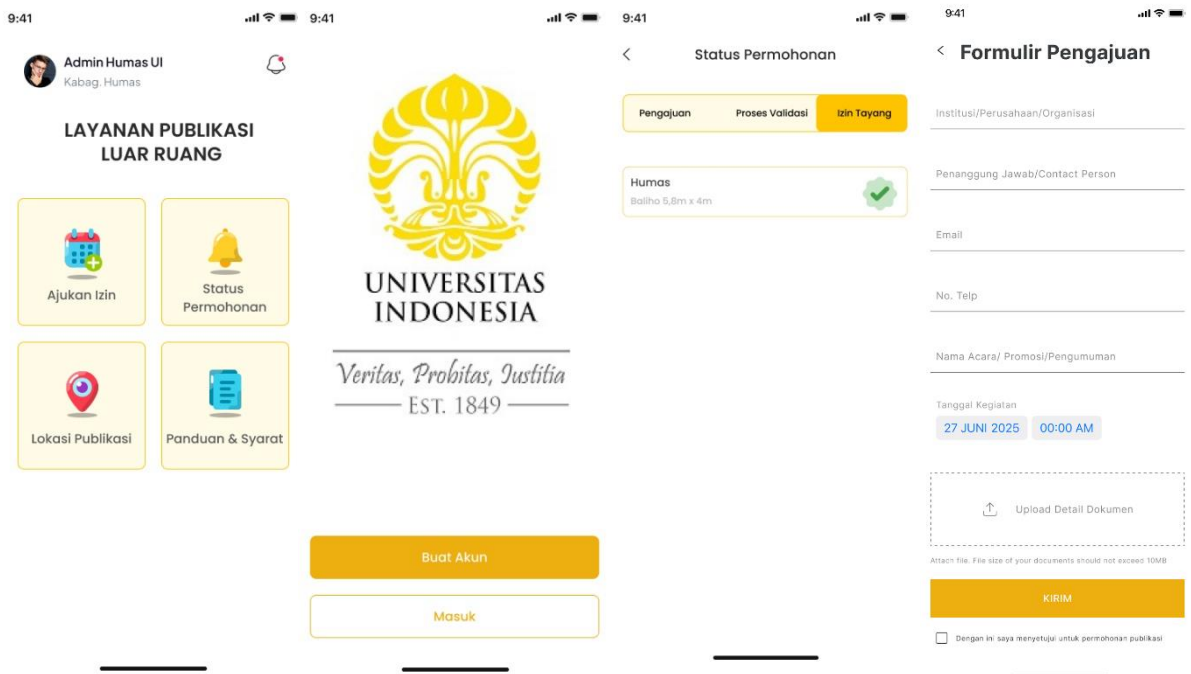 9:41
Admin Humas UI
Kabag. Humas
LAYANAN PUBLIKASI
LUAR RUANG
Ajukan Izin
Status
Permohonan
Lokasi Publikasi
Panduan & Syarat
9:41
UNIVERSITAS
INDONESIA
Veritas, Probitas, Justitia
EST. 1849
Buat Akun
Masuk
9:41
Status Permohonan
Pengajuan
Proses Validasi
Izin Tayang
Humas
Baliho 5,8m x 4m
9:41
Formulir Pengajuan
Institusi/Perusahaan/Organisasi
Penanggung Jawab/Contact Person
Email
No. Telp
Nama Acara/ Promosi/Pengumuman
Tanggal Kegiatan
27 JUNI 2025 00:00 AM
Upload Detail Dokumen
Attach file. File size of your documents should not exceed 10MB
KIRIM
Dengan ini saya menyetujui untuk permohonan publikasi